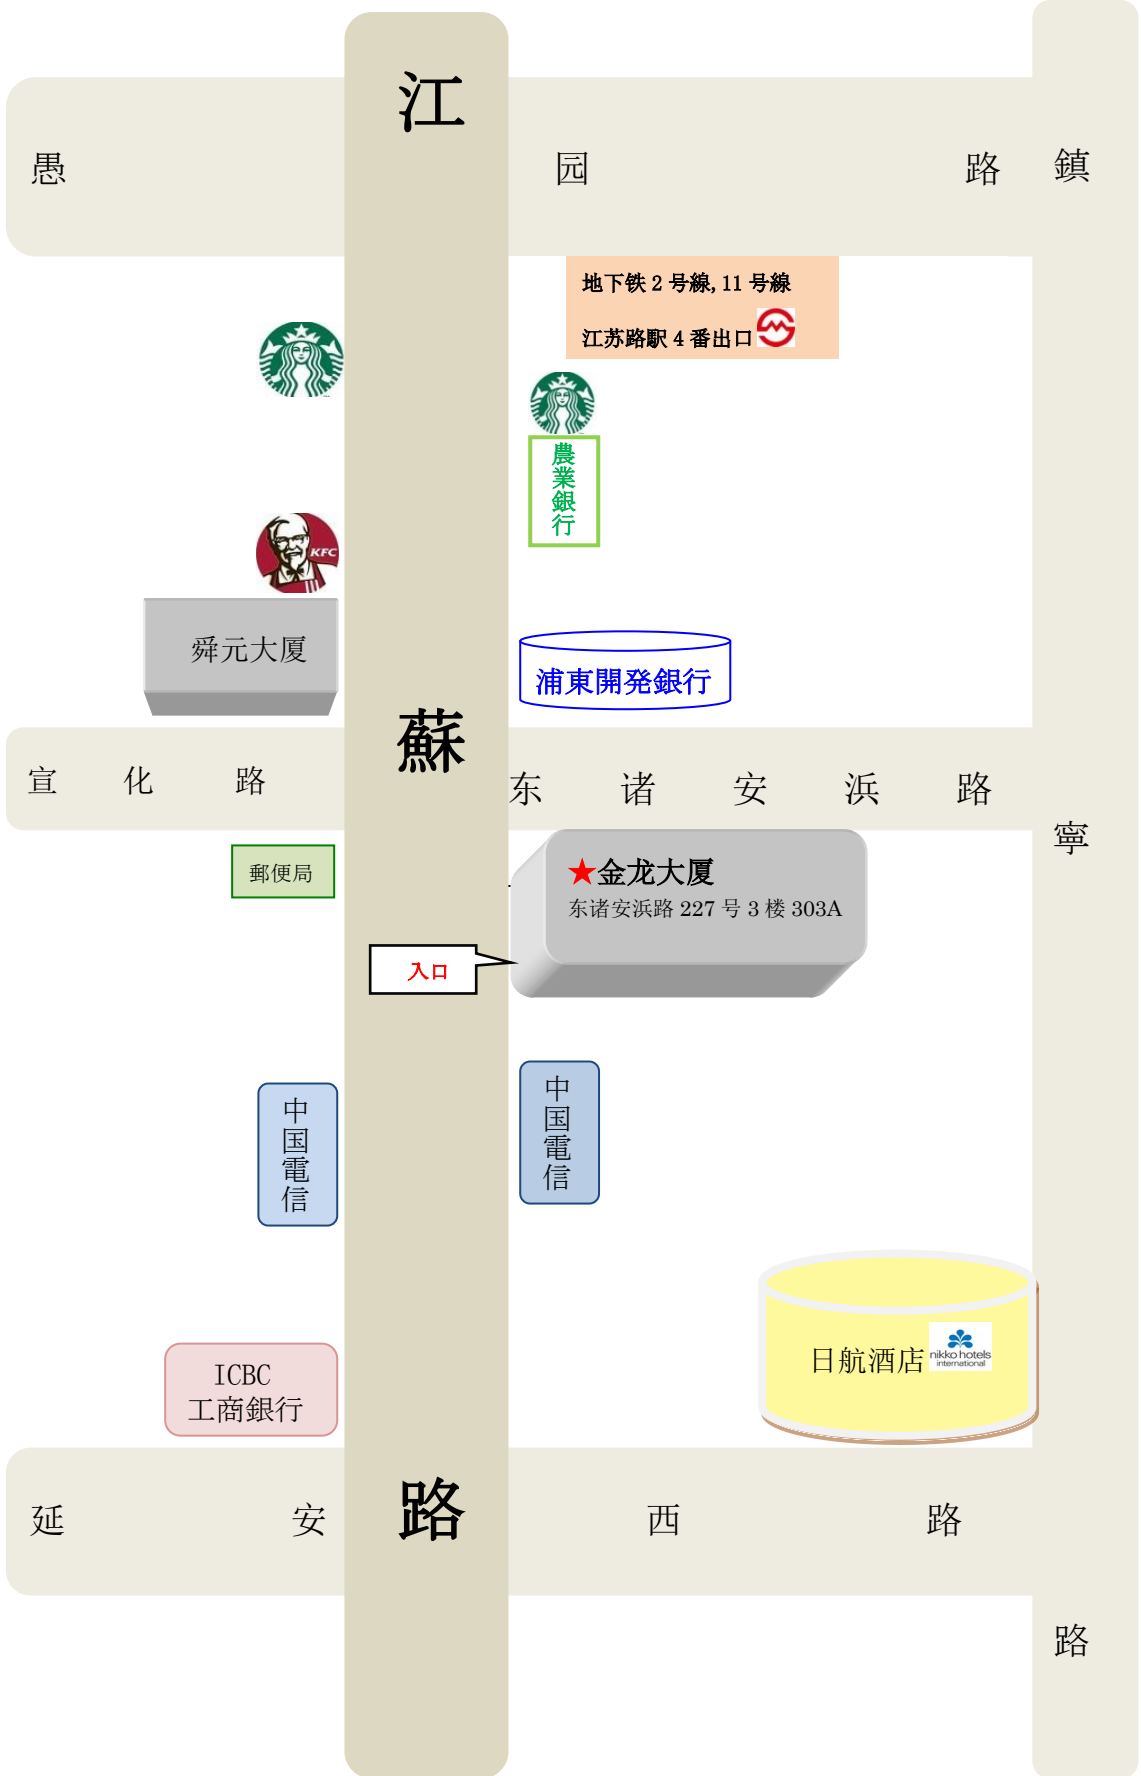 江
愚 园 路 鎮
地下铁 2 号線, 11 号線
江苏路駅 4 番出口
農業銀行
KFC
舜元大厦
浦東開発銀行
蘇
宣 化 路 东 诸 安 浜 路
寧
郵便局
★金龙大厦
东诸安浜路 227 号 3 楼 303A
入口
中国電信
中国電信
日航酒店
nikko hotels
international
ICBC
工商銀行
延 安 路 西 路
路